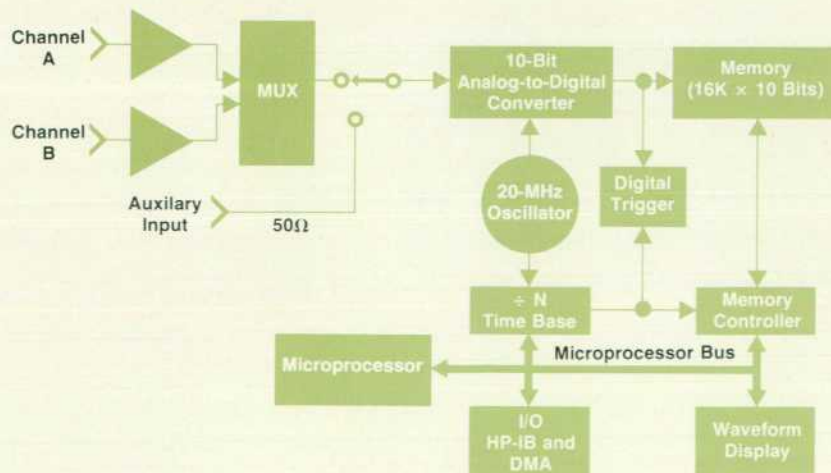 Channel
A
MUX
10-Bit
Analog-to-Digital
Converter
Memory
(16K × 10 Bits)
Channel
B
Auxilary
Input
50Ω
20-MHz
Oscillator
Digital
Trigger
÷ N
Time Base
Memory
Controller
Microprocessor
Microprocessor Bus
I/O
HP-IB and
DMA
Waveform
Display